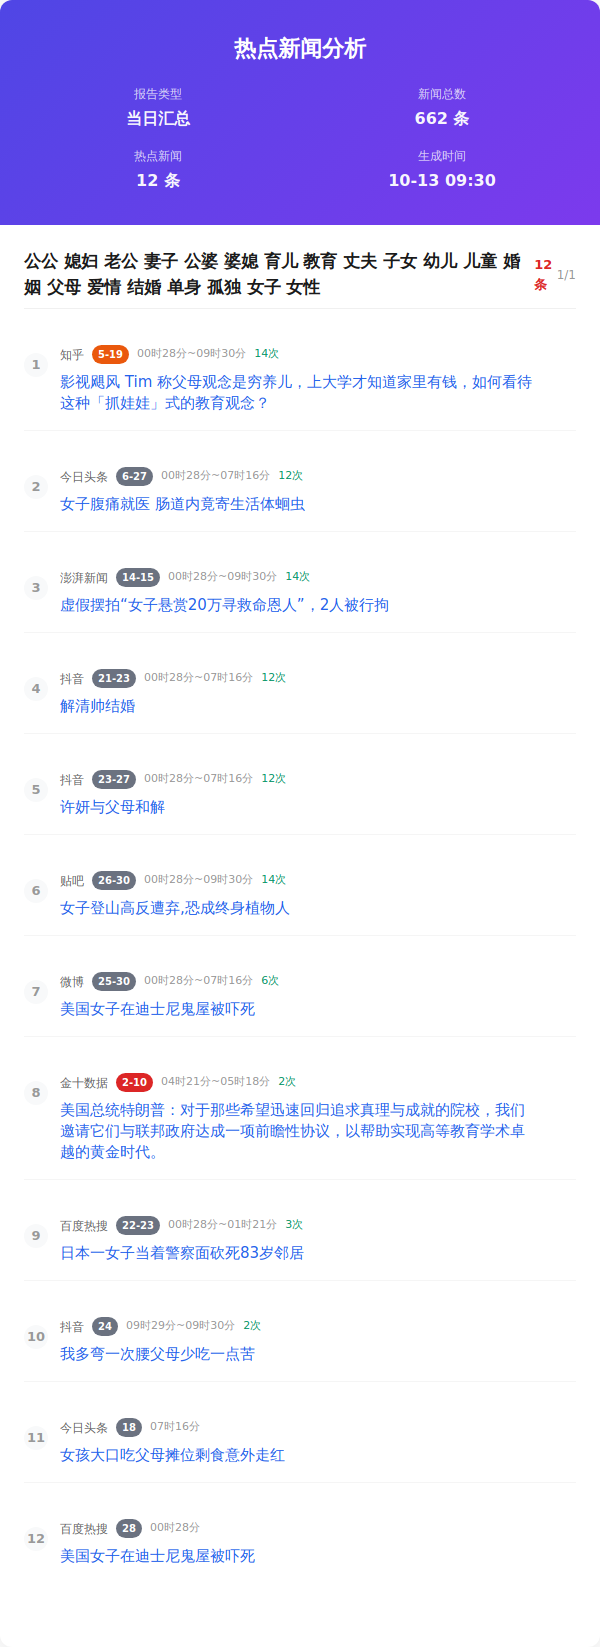 热点新闻分析
报告类型
当日汇总
新闻总数
662 条
热点新闻
12 条
生成时间
10-13 09:30
公公 媳妇 老公 妻子 公婆 婆媳 育儿 教育 丈夫 子女 幼儿 儿童 婚
姻 父母 爱情 结婚 单身 孤独 女子 女性
12
条
1/1
1
知乎 5-19 00时28分~09时30分 14次
影视飓风 Tim 称父母观念是穷养儿，上大学才知道家里有钱，如何看待
这种「抓娃娃」式的教育观念？
2
今日头条 6-27 00时28分~07时16分 12次
女子腹痛就医 肠道内竟寄生活体蛔虫
3
澎湃新闻 14-15 00时28分~09时30分 14次
虚假摆拍“女子悬赏20万寻救命恩人”，2人被行拘
4
抖音 21-23 00时28分~07时16分 12次
解清帅结婚
5
抖音 23-27 00时28分~07时16分 12次
许妍与父母和解
6
贴吧 26-30 00时28分~09时30分 14次
女子登山高反遭弃,恐成终身植物人
7
微博 25-30 00时28分~07时16分 6次
美国女子在迪士尼鬼屋被吓死
8
金十数据 2-10 04时21分~05时18分 2次
美国总统特朗普：对于那些希望迅速回归追求真理与成就的院校，我们
邀请它们与联邦政府达成一项前瞻性协议，以帮助实现高等教育学术卓
越的黄金时代。
9
百度热搜 22-23 00时28分~01时21分 3次
日本一女子当着警察面砍死83岁邻居
10
抖音 24 09时29分~09时30分 2次
我多弯一次腰父母少吃一点苦
11
今日头条 18 07时16分
女孩大口吃父母摊位剩食意外走红
12
百度热搜 28 00时28分
美国女子在迪士尼鬼屋被吓死